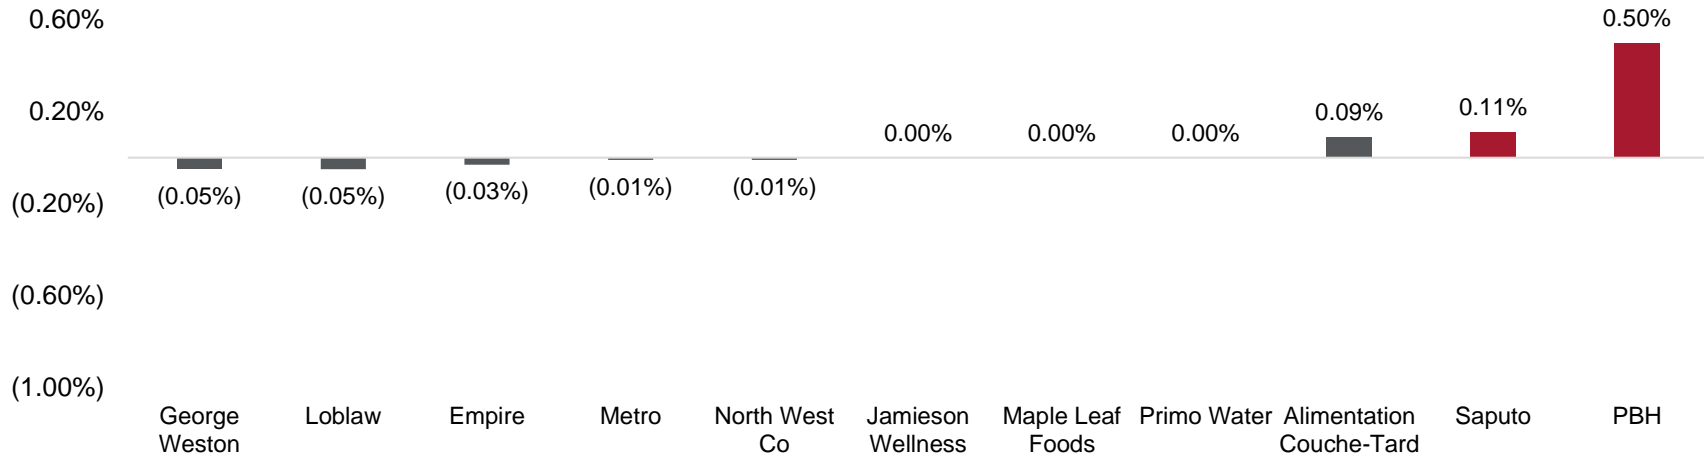 0.60%
0.20%
(0.20%)
(0.60%)
(1.00%)
(0.05%)
(0.05%)
(0.03%)
(0.01%)
(0.01%)
0.00%
0.00%
0.00%
0.09%
0.11%
0.50%
George
Weston
Loblaw
Empire
Metro
North West
Co
Jamieson
Wellness
Maple Leaf
Foods
Primo Water
Alimentation
Couche-Tard
Saputo
PBH